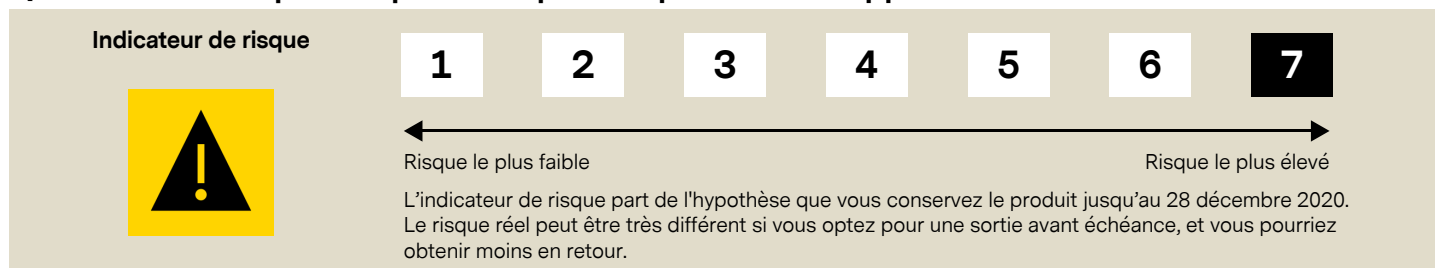 Indicateur de risque
1 2 3 4 5 6 7
Risque le plus faible Risque le plus élevé
L'indicateur de risque part de l'hypothèse que vous conservez le produit jusqu'au 28 décembre 2020.
Le risque réel peut être très différent si vous optez pour une sortie avant échéance, et vous pourriez
obtenir moins en retour.